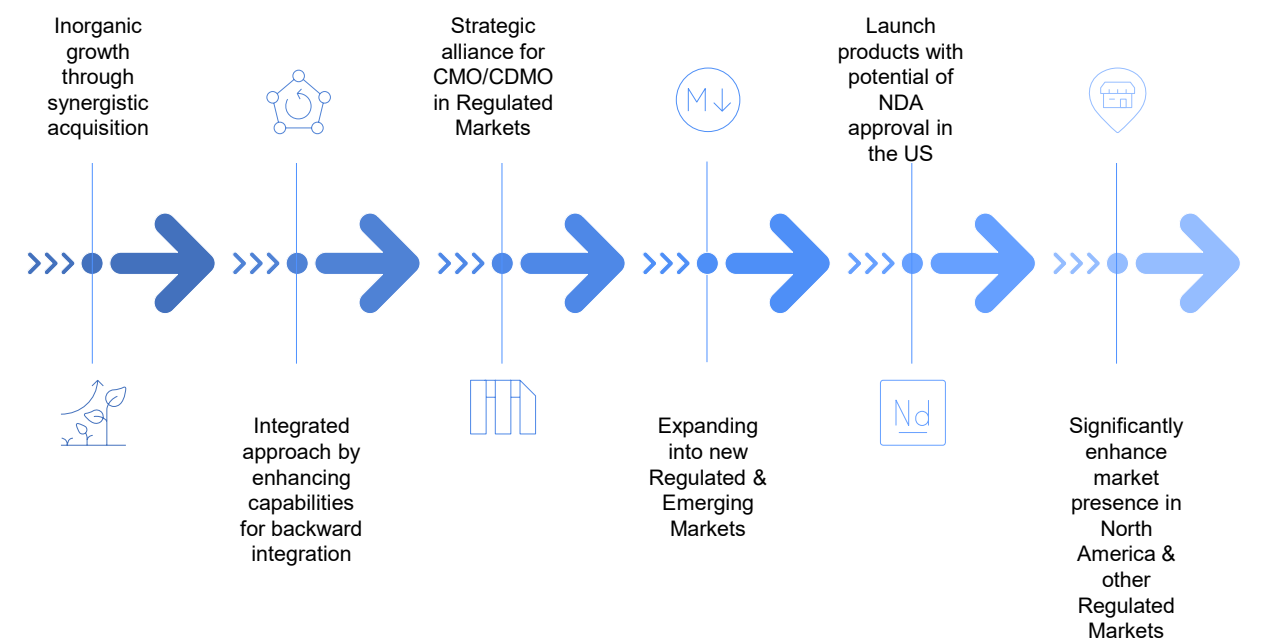 Inorganic
growth
through
synergistic
acquisition
Strategic
alliance for
CMO/CDMO
in Regulated
Markets
Launch
products with
potential of
NDA
approval in
the US
M↓
Nd
Integrated
approach by
enhancing
capabilities
for backward
integration
Expanding
into new
Regulated &
Emerging
Markets
Significantly
enhance
market
presence in
North
America &
other
Regulated
Markets